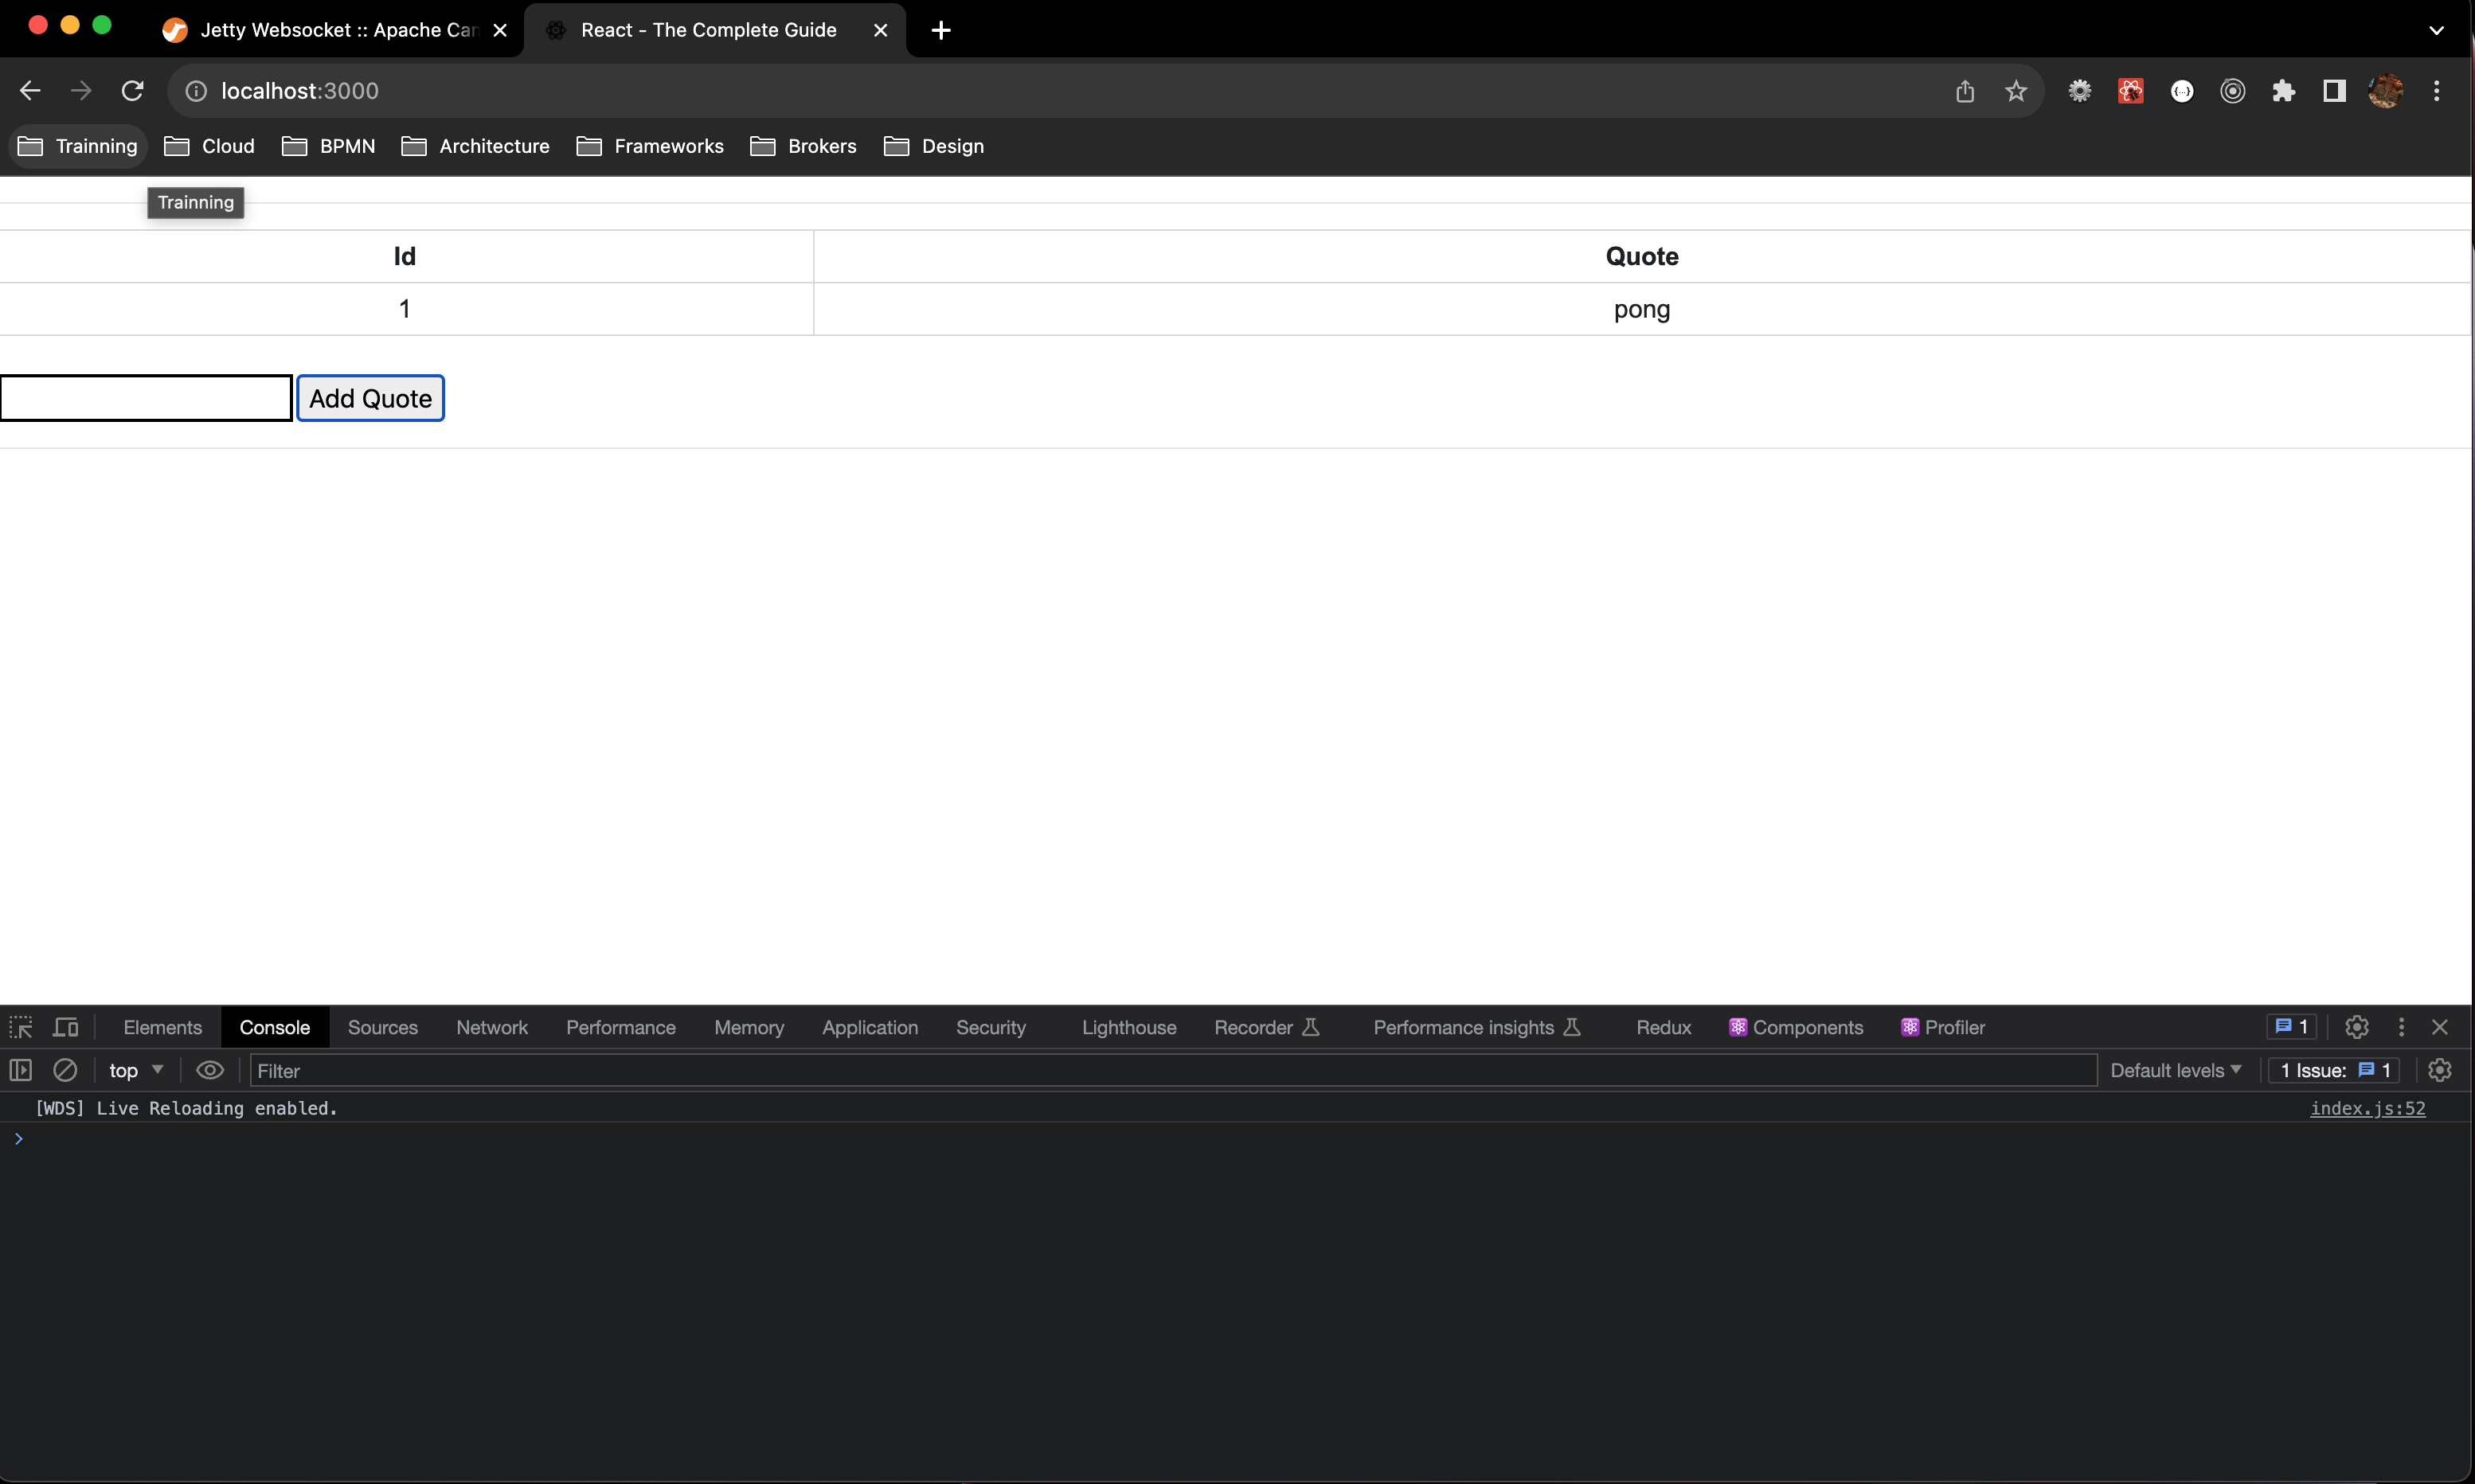 Jetty Websocket :: Apache Can
React - The Complete Guide
localhost:3000
Trainning Cloud BPMN Architecture Frameworks Brokers Design
Trainning
Id Quote
1 pong
Add Quote
Elements Console Sources Network Performance Memory Application Security Lighthouse Recorder Performance insights Redux Components Profiler 1
top Filter Default levels 1 Issue: 1
[WDS] Live Reloading enabled. index.js:52